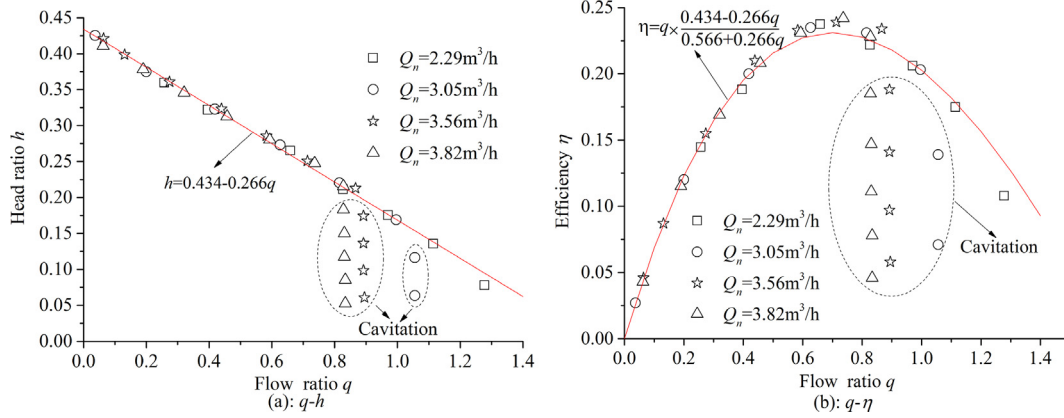 0.45
0.40
0.35
0.30
0.25
0.20
0.15
0.10
0.05
0.00
Head ratio h
Qn=2.29m³/h
Qn=3.05m³/h
Qn=3.56m³/h
Qn=3.82m³/h
h=0.434-0.266q
Cavitation
0.0 0.2 0.4 0.6 0.8 1.0 1.2 1.4
Flow ratio q
(a): q-h
0.25
0.20
0.15
0.10
0.05
0.00
Efficiency η
η=q×(0.434-0.266q)/(0.566+0.266q)
Qn=2.29m³/h
Qn=3.05m³/h
Qn=3.56m³/h
Qn=3.82m³/h
Cavitation
0.0 0.2 0.4 0.6 0.8 1.0 1.2 1.4
Flow ratio q
(b): q-η